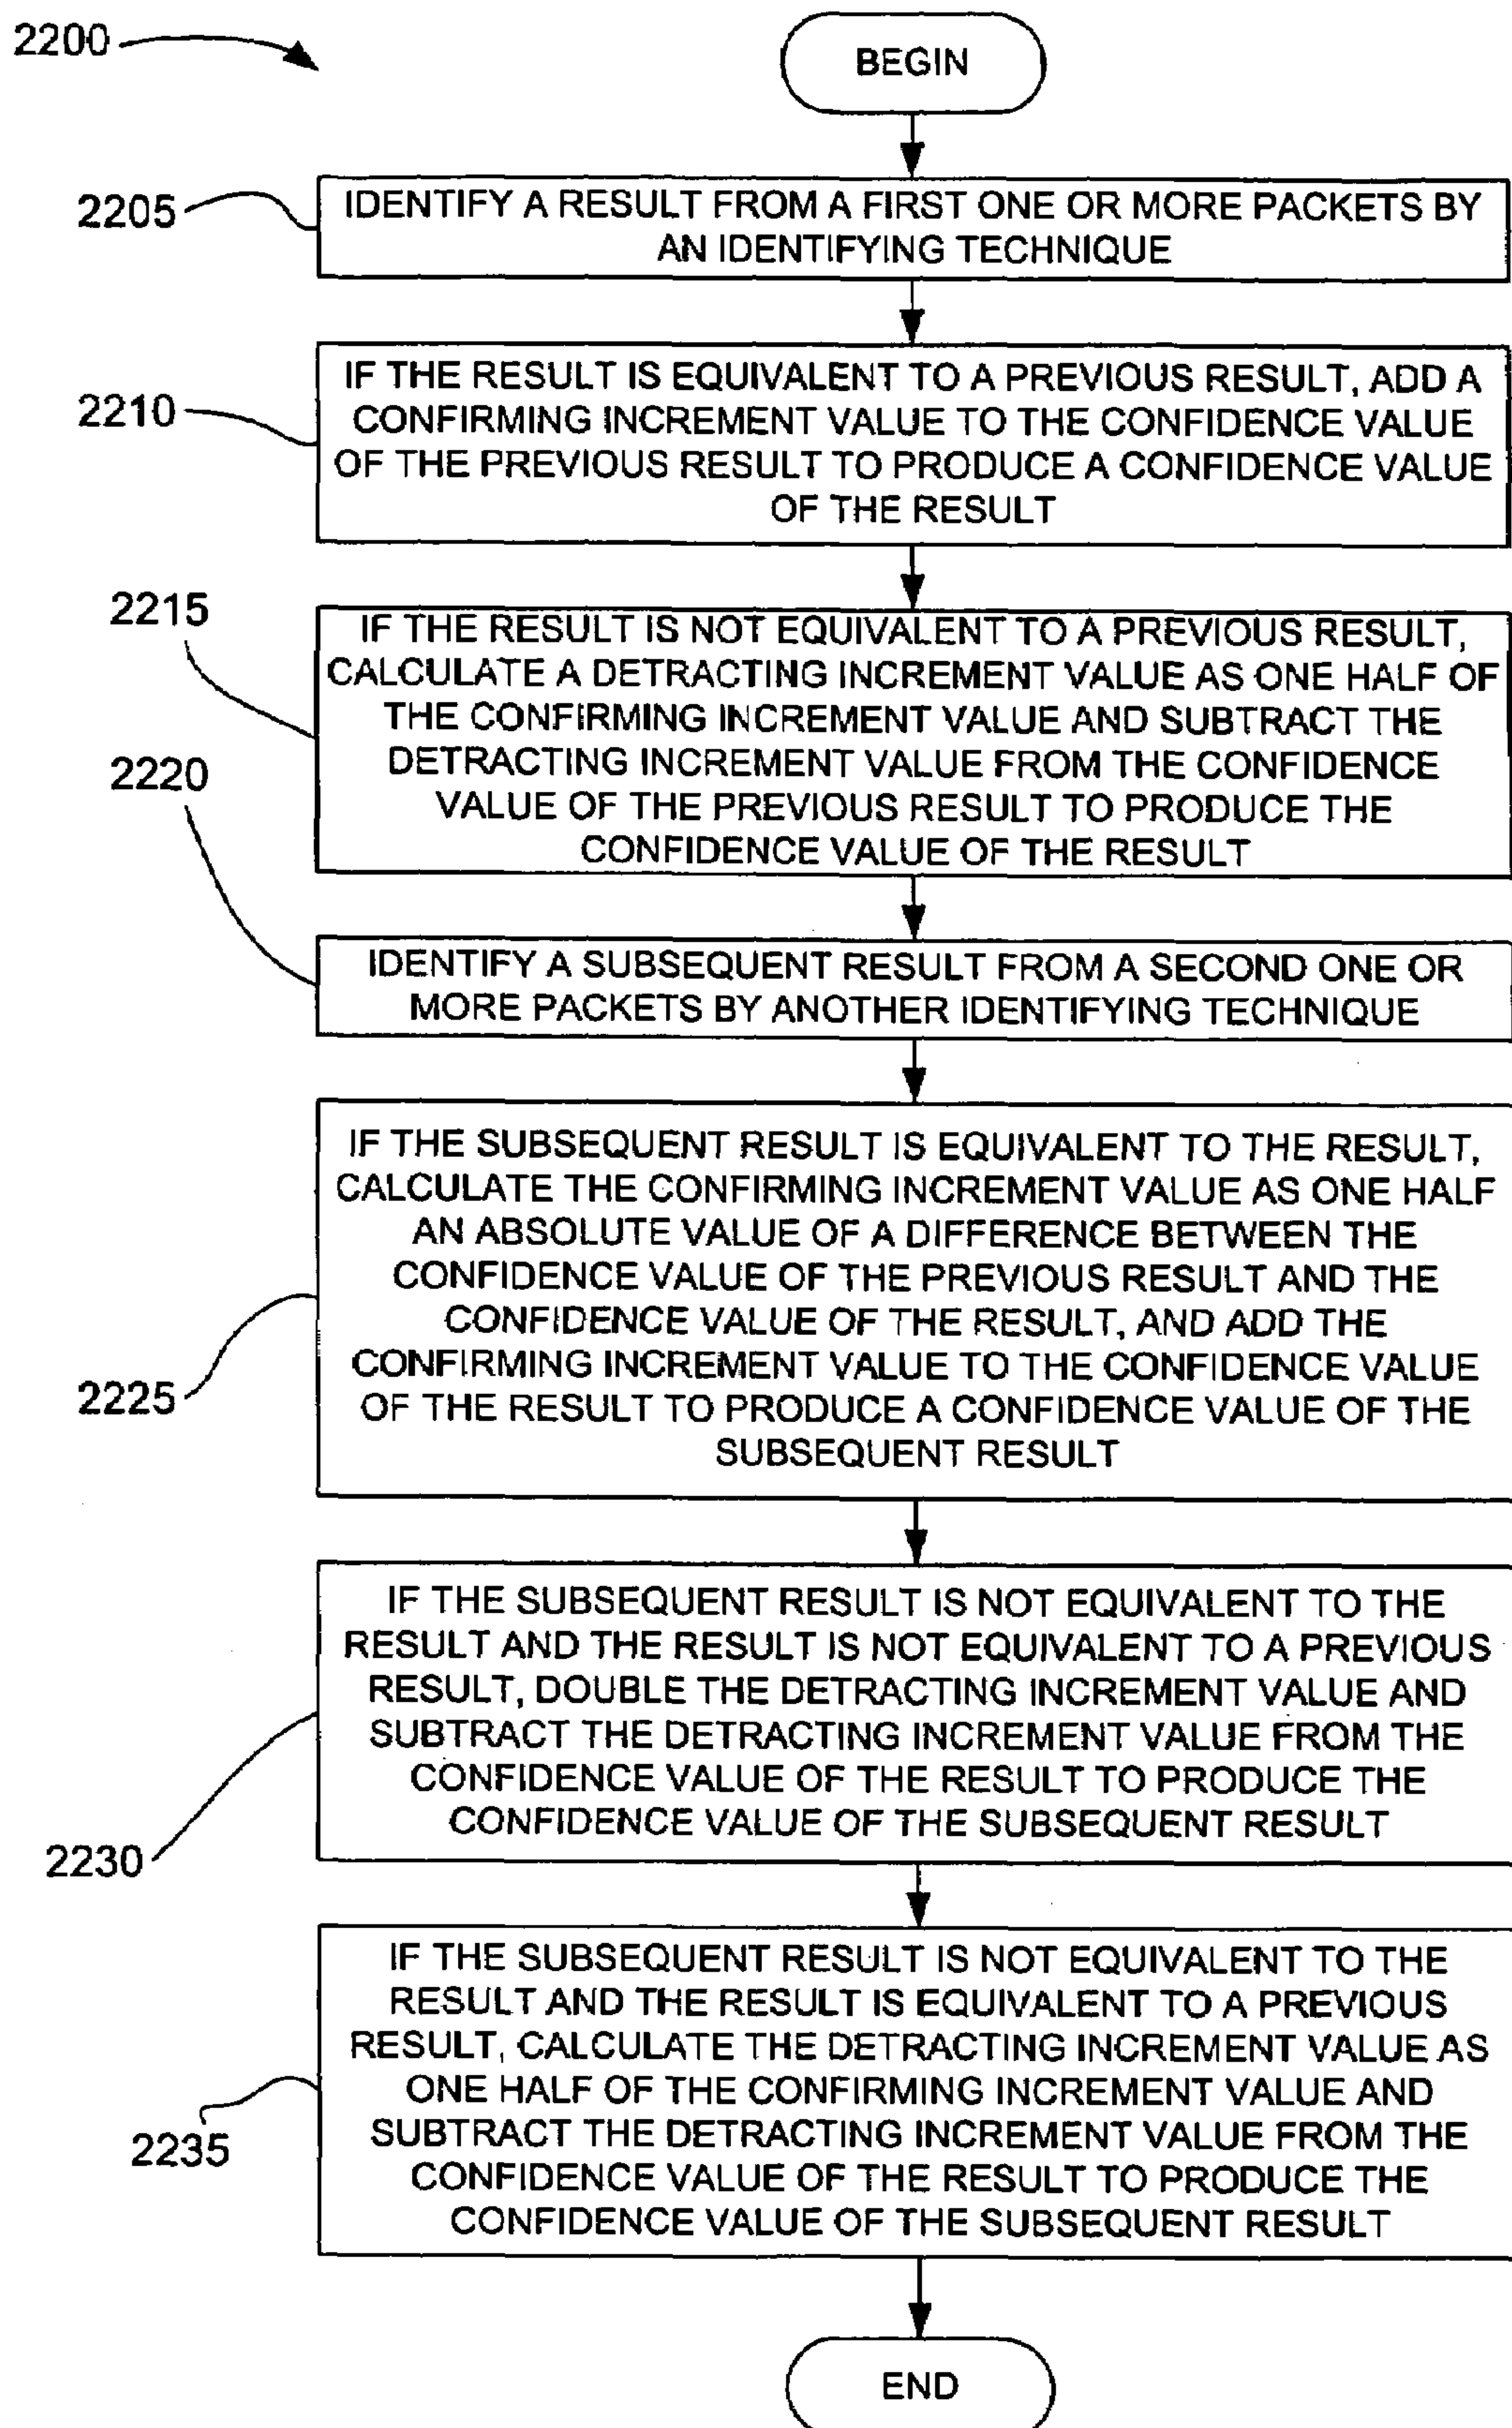 2200
BEGIN
2205
IDENTIFY A RESULT FROM A FIRST ONE OR MORE PACKETS BY
AN IDENTIFYING TECHNIQUE
2210
IF THE RESULT IS EQUIVALENT TO A PREVIOUS RESULT, ADD A
CONFIRMING INCREMENT VALUE TO THE CONFIDENCE VALUE
OF THE PREVIOUS RESULT TO PRODUCE A CONFIDENCE VALUE
OF THE RESULT
2215
IF THE RESULT IS NOT EQUIVALENT TO A PREVIOUS RESULT,
CALCULATE A DETRACTING INCREMENT VALUE AS ONE HALF OF
THE CONFIRMING INCREMENT VALUE AND SUBTRACT THE
DETRACTING INCREMENT VALUE FROM THE CONFIDENCE
VALUE OF THE PREVIOUS RESULT TO PRODUCE THE
CONFIDENCE VALUE OF THE RESULT
2220
IDENTIFY A SUBSEQUENT RESULT FROM A SECOND ONE OR
MORE PACKETS BY ANOTHER IDENTIFYING TECHNIQUE
2225
IF THE SUBSEQUENT RESULT IS EQUIVALENT TO THE RESULT,
CALCULATE THE CONFIRMING INCREMENT VALUE AS ONE HALF
AN ABSOLUTE VALUE OF A DIFFERENCE BETWEEN THE
CONFIDENCE VALUE OF THE PREVIOUS RESULT AND THE
CONFIDENCE VALUE OF THE RESULT, AND ADD THE
CONFIRMING INCREMENT VALUE TO THE CONFIDENCE VALUE
OF THE RESULT TO PRODUCE A CONFIDENCE VALUE OF THE
SUBSEQUENT RESULT
2230
IF THE SUBSEQUENT RESULT IS NOT EQUIVALENT TO THE
RESULT AND THE RESULT IS NOT EQUIVALENT TO A PREVIOUS
RESULT, DOUBLE THE DETRACTING INCREMENT VALUE AND
SUBTRACT THE DETRACTING INCREMENT VALUE FROM THE
CONFIDENCE VALUE OF THE RESULT TO PRODUCE THE
CONFIDENCE VALUE OF THE SUBSEQUENT RESULT
2235
IF THE SUBSEQUENT RESULT IS NOT EQUIVALENT TO THE
RESULT AND THE RESULT IS EQUIVALENT TO A PREVIOUS
RESULT, CALCULATE THE DETRACTING INCREMENT VALUE AS
ONE HALF OF THE CONFIRMING INCREMENT VALUE AND
SUBTRACT THE DETRACTING INCREMENT VALUE FROM THE
CONFIDENCE VALUE OF THE RESULT TO PRODUCE THE
CONFIDENCE VALUE OF THE SUBSEQUENT RESULT
END